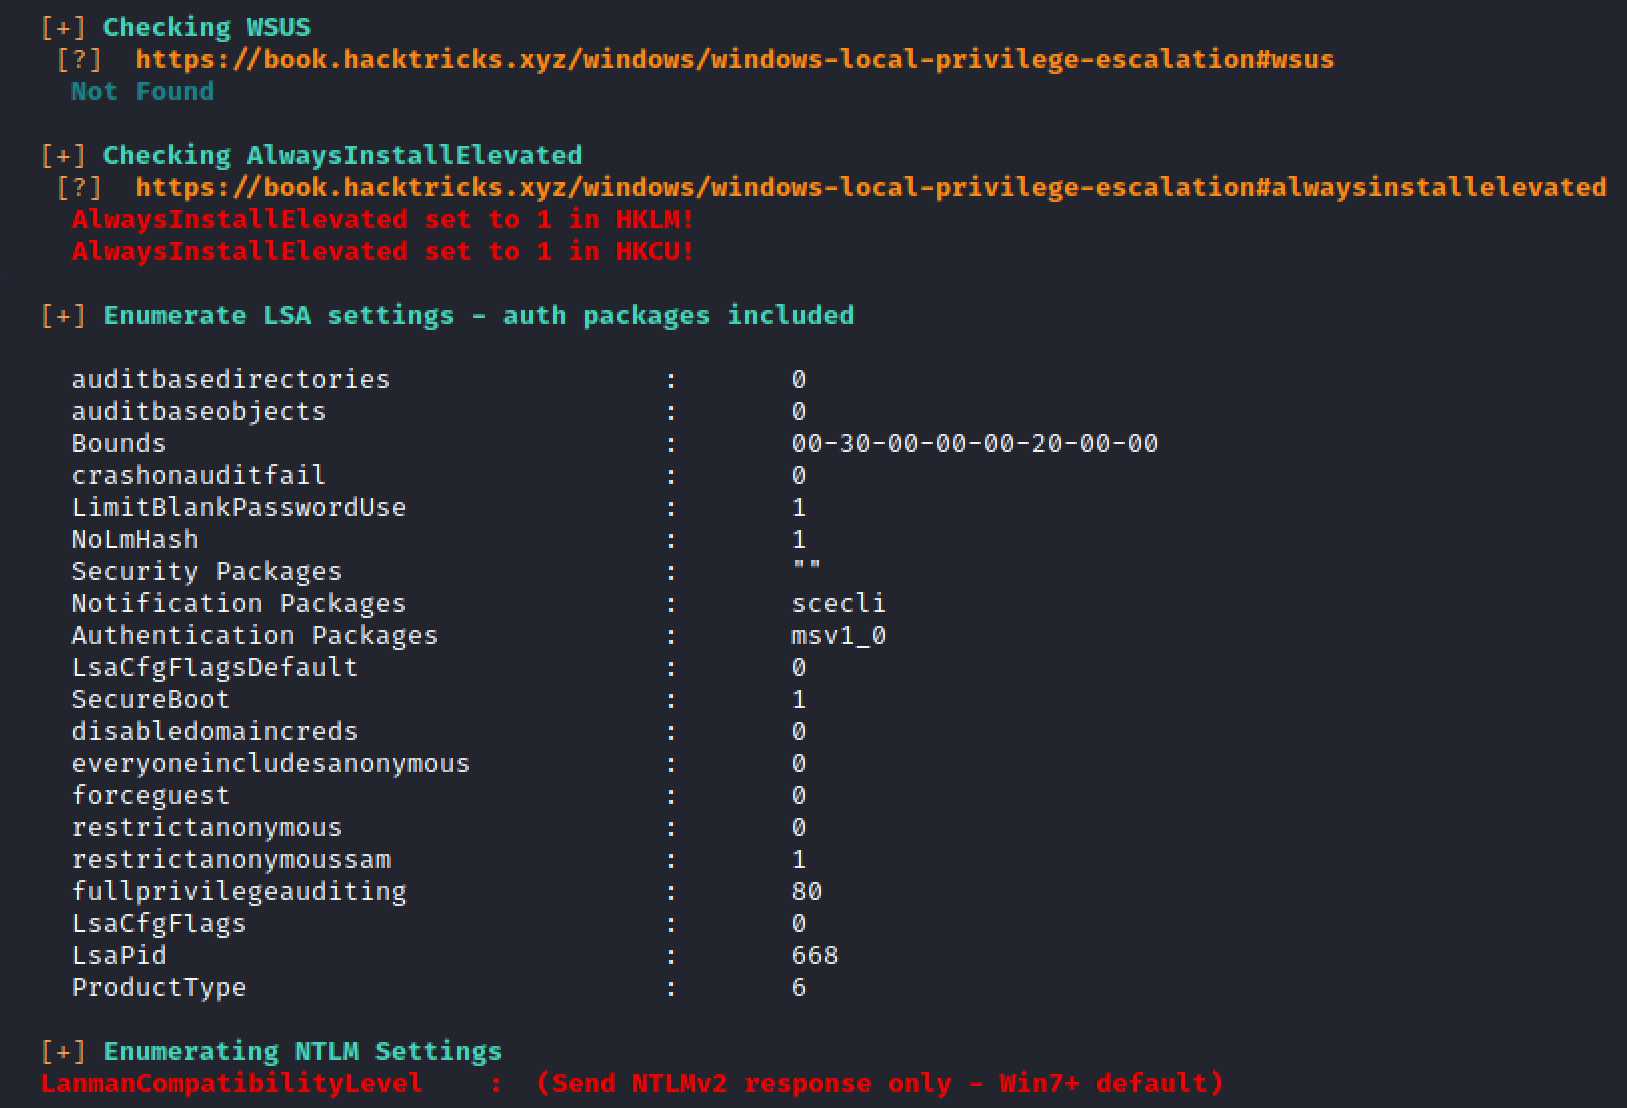 [+] Checking WSUS
[?] https://book.hacktricks.xyz/windows/windows-local-privilege-escalation#wsus
Not Found
[+] Checking AlwaysInstallElevated
[?] https://book.hacktricks.xyz/windows/windows-local-privilege-escalation#alwaysinstallelevated
AlwaysInstallElevated set to 1 in HKLM!
AlwaysInstallElevated set to 1 in HKCU!
[+] Enumerate LSA settings - auth packages included
auditbasedirectories : 0
auditbaseobjects : 0
Bounds : 00-30-00-00-00-20-00-00
crashonauditfail : 0
LimitBlankPasswordUse : 1
NoLmHash : 1
Security Packages : ""
Notification Packages : scecli
Authentication Packages : msv1_0
LsaCfgFlagsDefault : 0
SecureBoot : 1
disabledomaincreds : 0
everyoneincludesanonymous : 0
forceguest : 0
restrictanonymous : 0
restrictanonymoussam : 1
fullprivilegeauditing : 80
LsaCfgFlags : 0
LsaPid : 668
ProductType : 6
[+] Enumerating NTLM Settings
LanmanCompatibilityLevel : (Send NTLMv2 response only - Win7+ default)